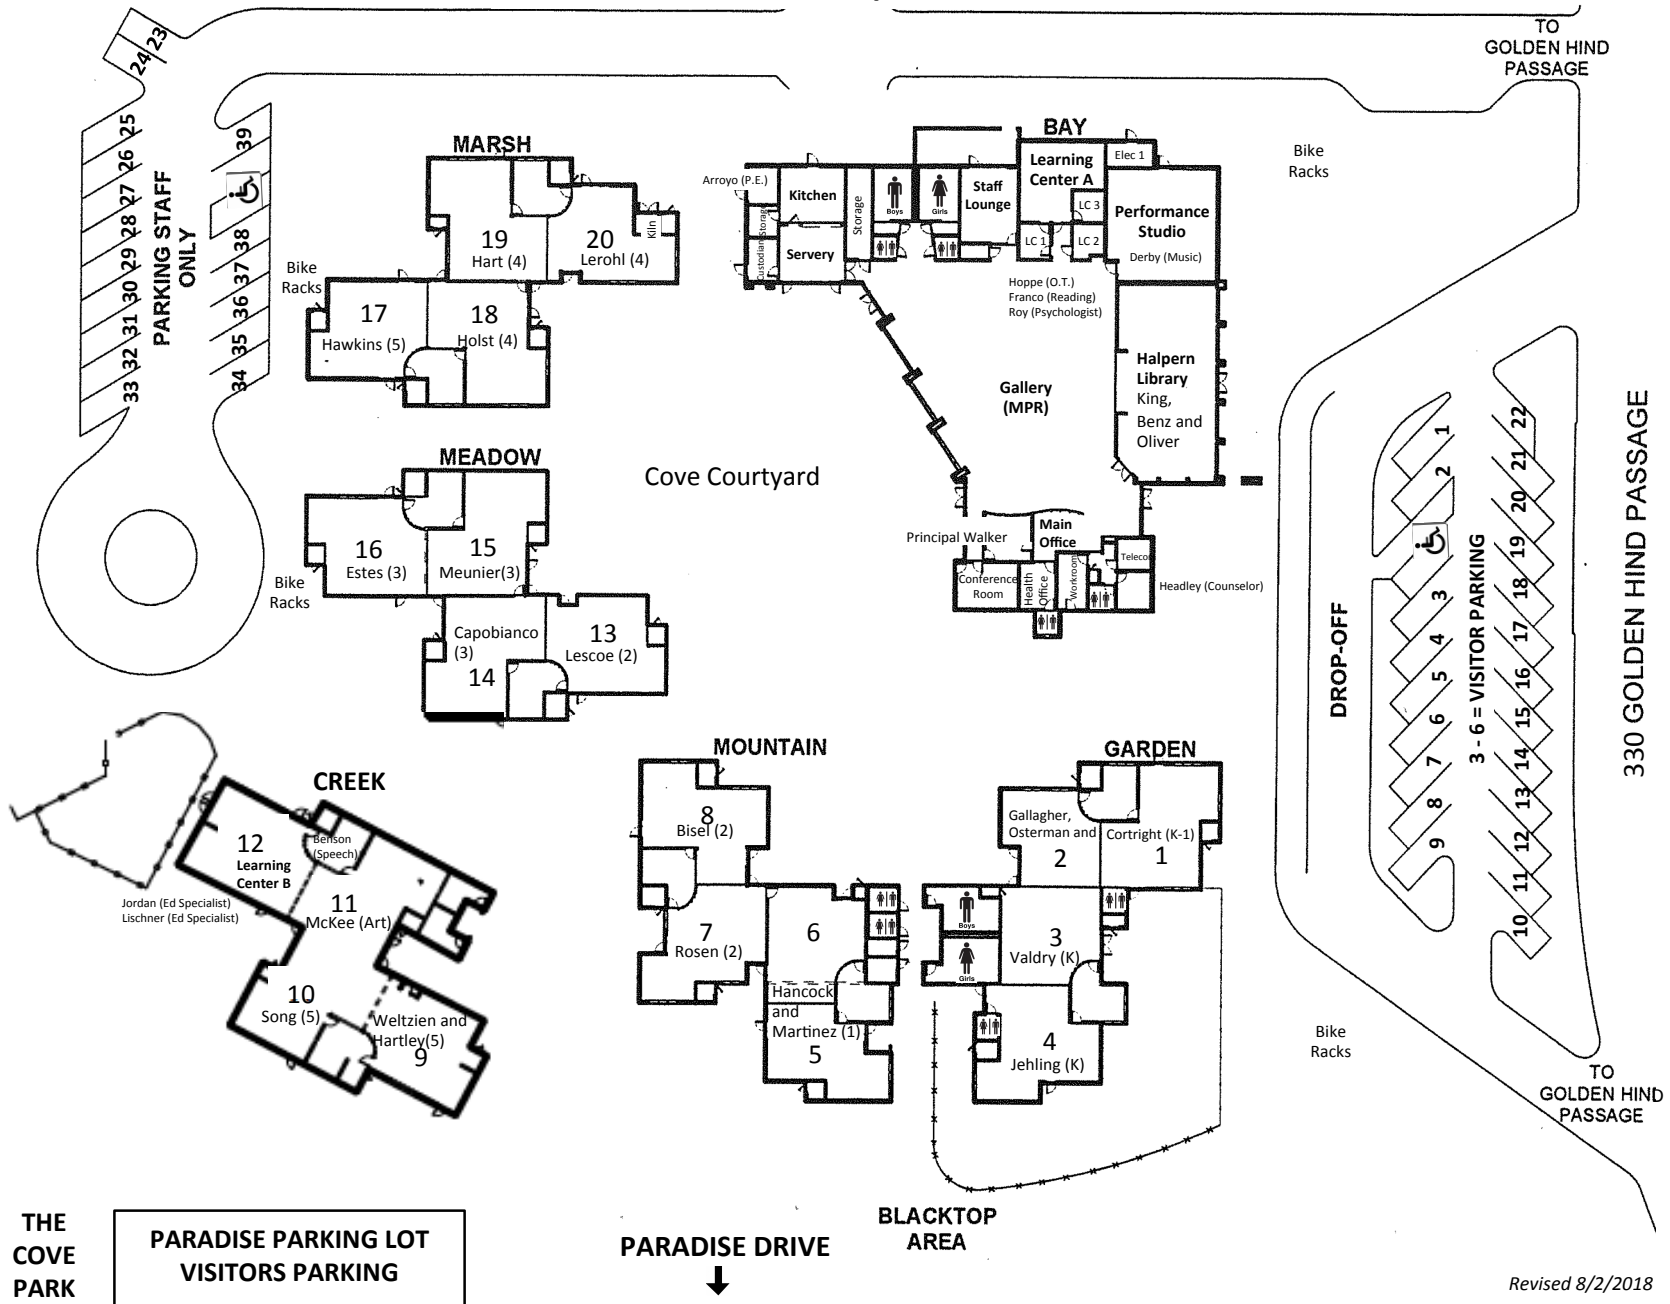 TO
GOLDEN HIND
PASSAGE
23
24
25
26
27
28
29
30
31
32
33
PARKING STAFF
ONLY
39
38
37
36
35
34
MARSH
19
Hart (4)
20
Lerohl (4)
Kiln
Bike
Racks
17
Hawkins (5)
18
Holst (4)
BAY
Arroyo (P.E.)
Kitchen
Servery
Storage
Custodian
Storage
Boys
Girls
Staff
Lounge
Learning
Center A
Elec 1
LC 3
LC 1
LC 2
Performance
Studio
Derby (Music)
Hoppe (O.T.)
Franco (Reading)
Roy (Psychologist)
Gallery
(MPR)
Halpern
Library
King,
Benz and
Oliver
Bike
Racks
MEADOW
Cove Courtyard
16
Estes (3)
15
Meunier(3)
Bike
Racks
Capobianco
(3)
14
13
Lescoe (2)
Principal Walker
Main
Office
Conference
Room
Health
Office
Workroom
Headley (Counselor)
DROP-OFF
1
2
3
4
5
6
7
8
9
3 - 6 = VISITOR PARKING
22
21
20
19
18
17
16
15
14
13
12
11
10
330 GOLDEN HIND PASSAGE
CREEK
12
Learning
Center B
Benson
(Speech)
Jordan (Ed Specialist)
Lischner (Ed Specialist)
11
McKee (Art)
10
Song (5)
Weltzien and
Hartley(5)
9
MOUNTAIN
8
Bisel (2)
7
Rosen (2)
6
Hancock
and
Martinez (1)
5
GARDEN
Gallagher,
Osterman and
2
Cortright (K-1)
1
Boys
Girls
3
Valdry (K)
4
Jehling (K)
Bike
Racks
TO
GOLDEN HIND
PASSAGE
BLACKTOP
AREA
THE
COVE
PARK
PARADISE PARKING LOT
VISITORS PARKING
PARADISE DRIVE
Revised 8/2/2018